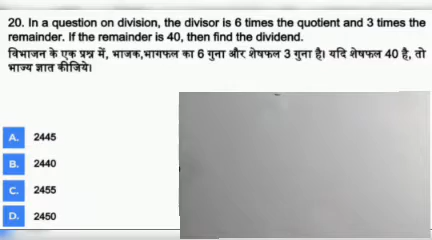 20. In a question on division, the divisor is 6 times the quotient and 3 times the
remainder. If the remainder is 40, then find the dividend.
विभाजन के एक प्रश्न में, भाजक,भागफल का 6 गुना और शेषफल 3 गुना है। यदि शेषफल 40 है, तो
भाज्य ज्ञात कीजिये।
A. 2445
B. 2440
C. 2455
D. 2450